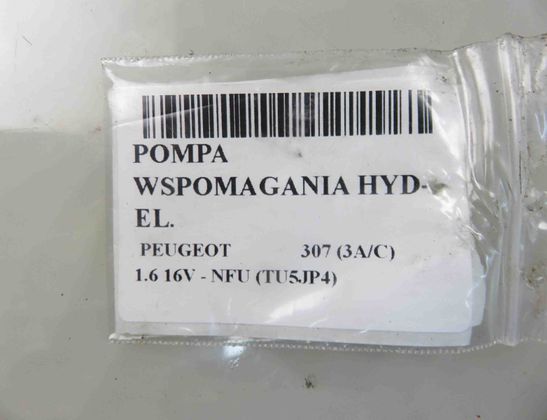 POMPA
WSPOMAGANIA HYD-
EL.
PEUGEOT 307 (3A/C)
1.6 16V - NFU (TU5JP4)